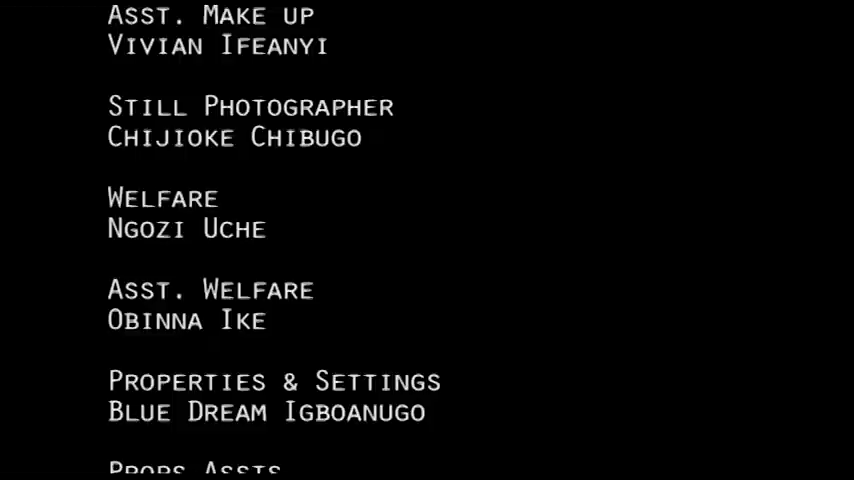 Asst. Make up
Vivian Ifeanyi
Still Photographer
Chijioke Chibugo
Welfare
Ngozi Uche
Asst. Welfare
Obinna Ike
Properties & Settings
Blue Dream Igboanugo
Props Assis